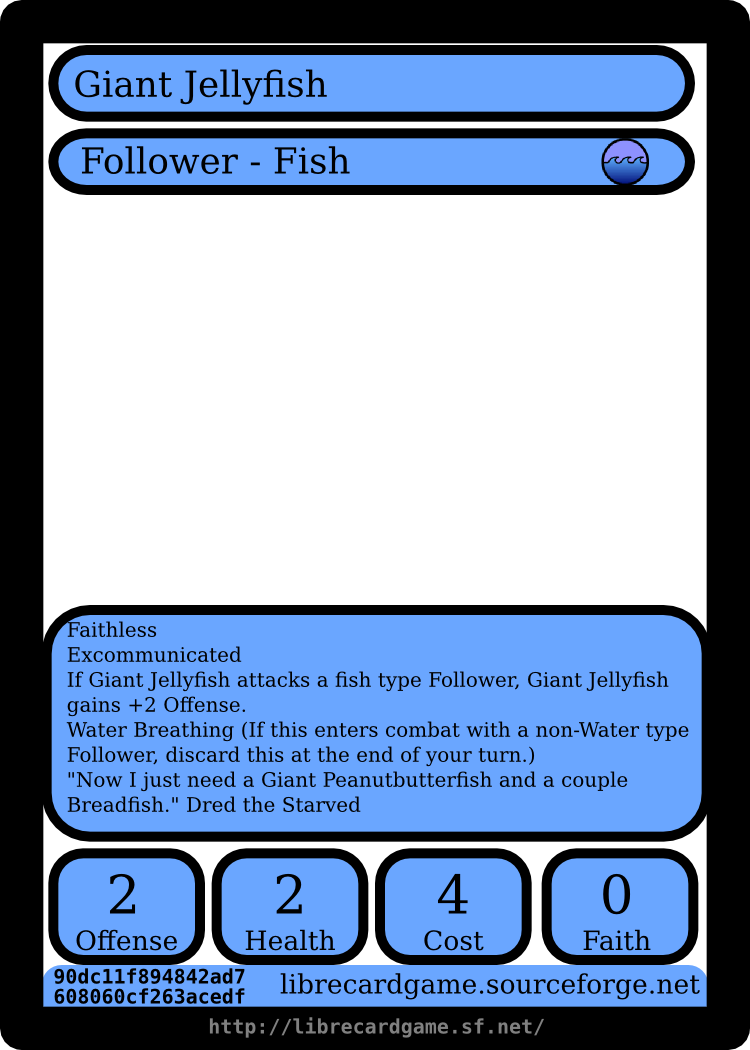 Giant Jellyfish
Follower - Fish
Faithless
Excommunicated
If Giant Jellyfish attacks a fish type Follower, Giant Jellyfish
gains +2 Offense.
Water Breathing (If this enters combat with a non-Water type
Follower, discard this at the end of your turn.)
"Now I just need a Giant Peanutbutterfish and a couple
Breadfish." Dred the Starved
2 2 4 0
Offense Health Cost Faith
90dc11f894842ad7
608060cf263acedf
librecardgame.sourceforge.net
http://librecardgame.sf.net/